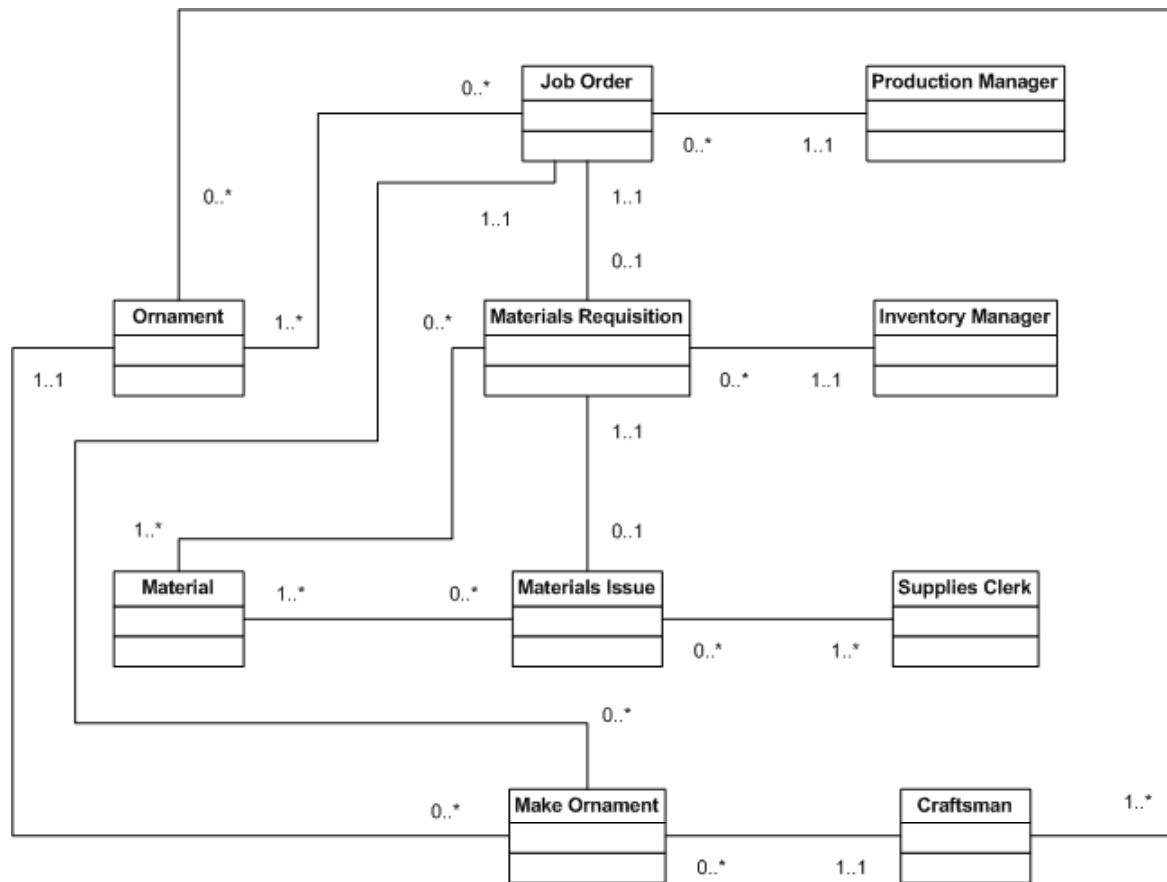 Job Order
Production Manager
0..*
0..*
1..1
0..*
1..1
1..1
0..1
Ornament
1..*
0..*
Materials Requisition
Inventory Manager
1..1
0..*
1..1
1..1
1..*
0..1
Material
1..*
0..*
Materials Issue
Supplies Clerk
0..*
1..*
0..*
0..*
Make Ornament
Craftsman
1..*
0..*
1..1